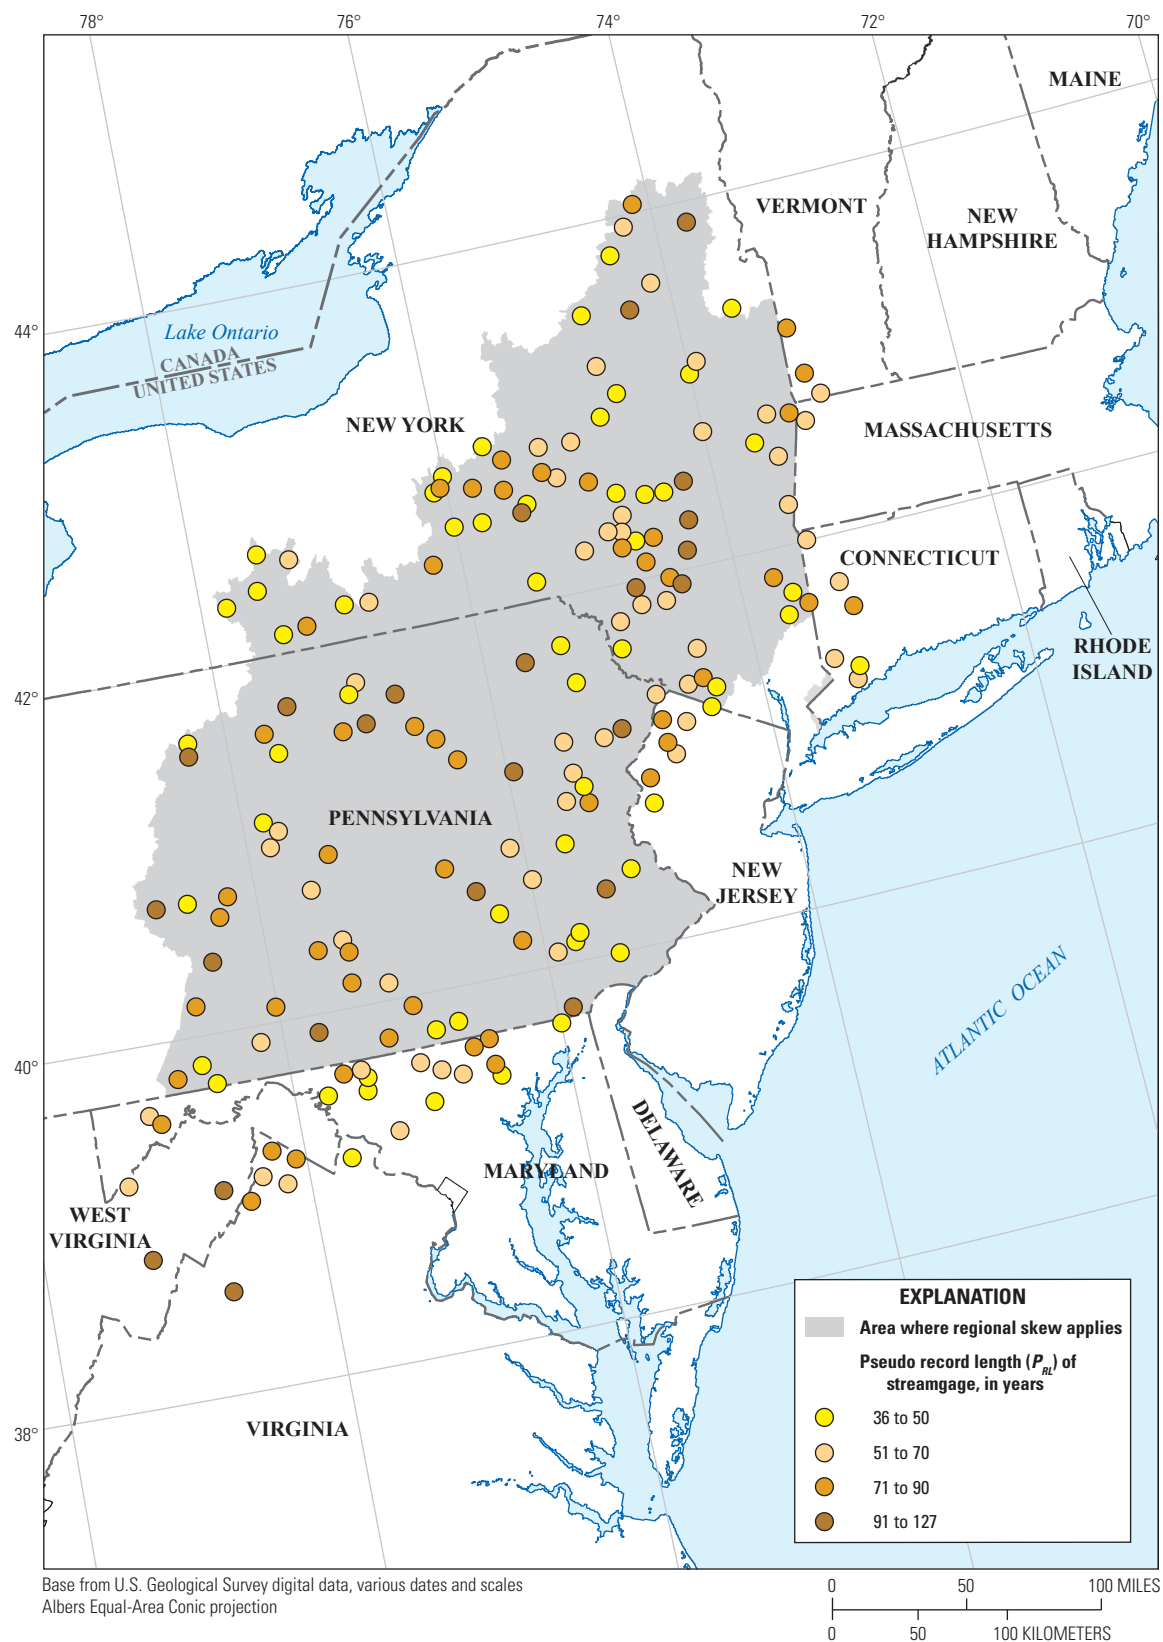 78°
76°
74°
72°
70°
MAINE
VERMONT
NEW
HAMPSHIRE
44°
Lake Ontario
CANADA
UNITED STATES
NEW YORK
MASSACHUSETTS
CONNECTICUT
RHODE
ISLAND
42°
PENNSYLVANIA
NEW
JERSEY
ATLANTIC OCEAN
40°
DELAWARE
MARYLAND
WEST
VIRGINIA
38°
VIRGINIA
EXPLANATION
Area where regional skew applies
Pseudo record length (P_RL) of
streamgage, in years
36 to 50
51 to 70
71 to 90
91 to 127
Base from U.S. Geological Survey digital data, various dates and scales
Albers Equal-Area Conic projection
0 50 100 MILES
0 50 100 KILOMETERS